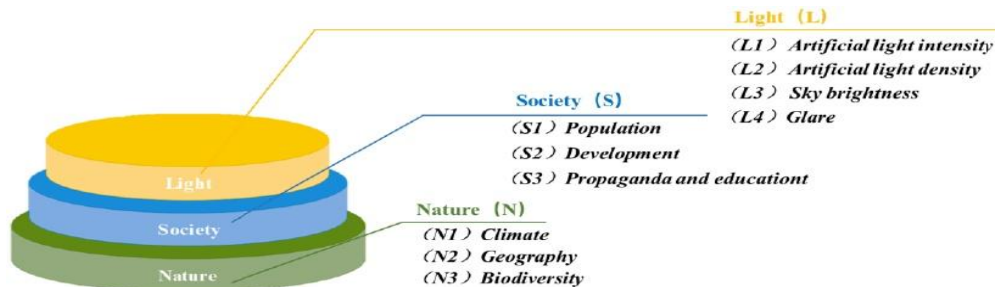 Light（L）
（L1） Artificial light intensity
（L2） Artificial light density
（L3） Sky brightness
（L4） Glare
Society（S）
（S1）Population
（S2）Development
（S3）Propaganda and educationt
Nature（N）
（N1）Climate
（N2）Geography
（N3）Biodiversity
Light
Society
Nature